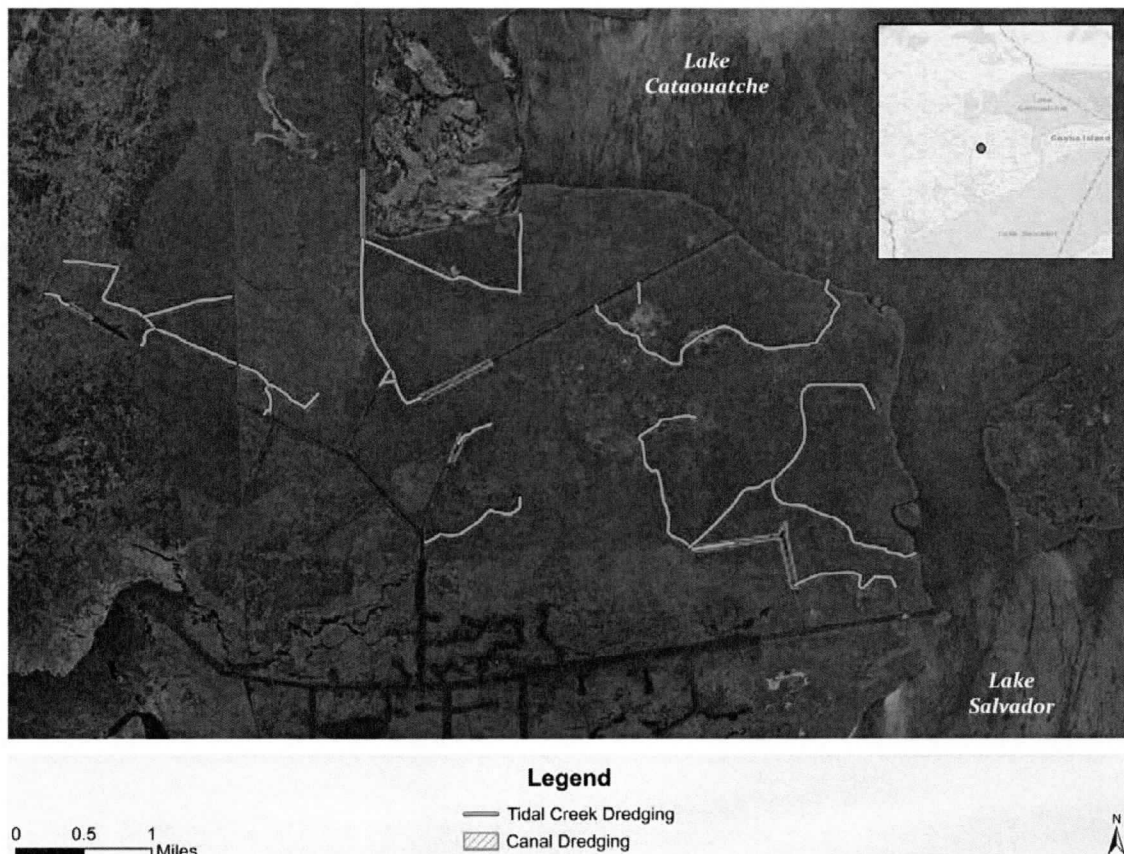 Lake
Cataouatche
Lake
Salvador
Legend
Tidal Creek Dredging
Canal Dredging
0 0.5 1
Miles
N